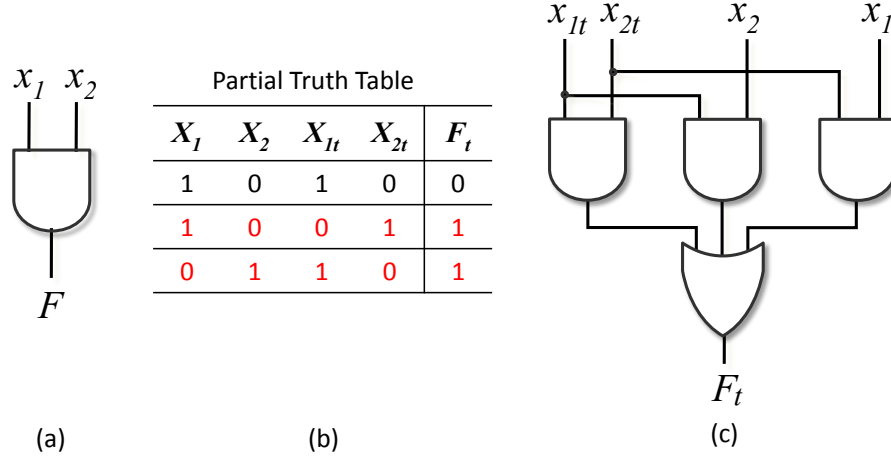 x1 x2
F
(a)
Partial Truth Table
X1 X2 X1t X2t Ft
1 0 1 0 0
1 0 0 1 1
0 1 1 0 1
(b)
x1t x2t x2 x1
Ft
(c)